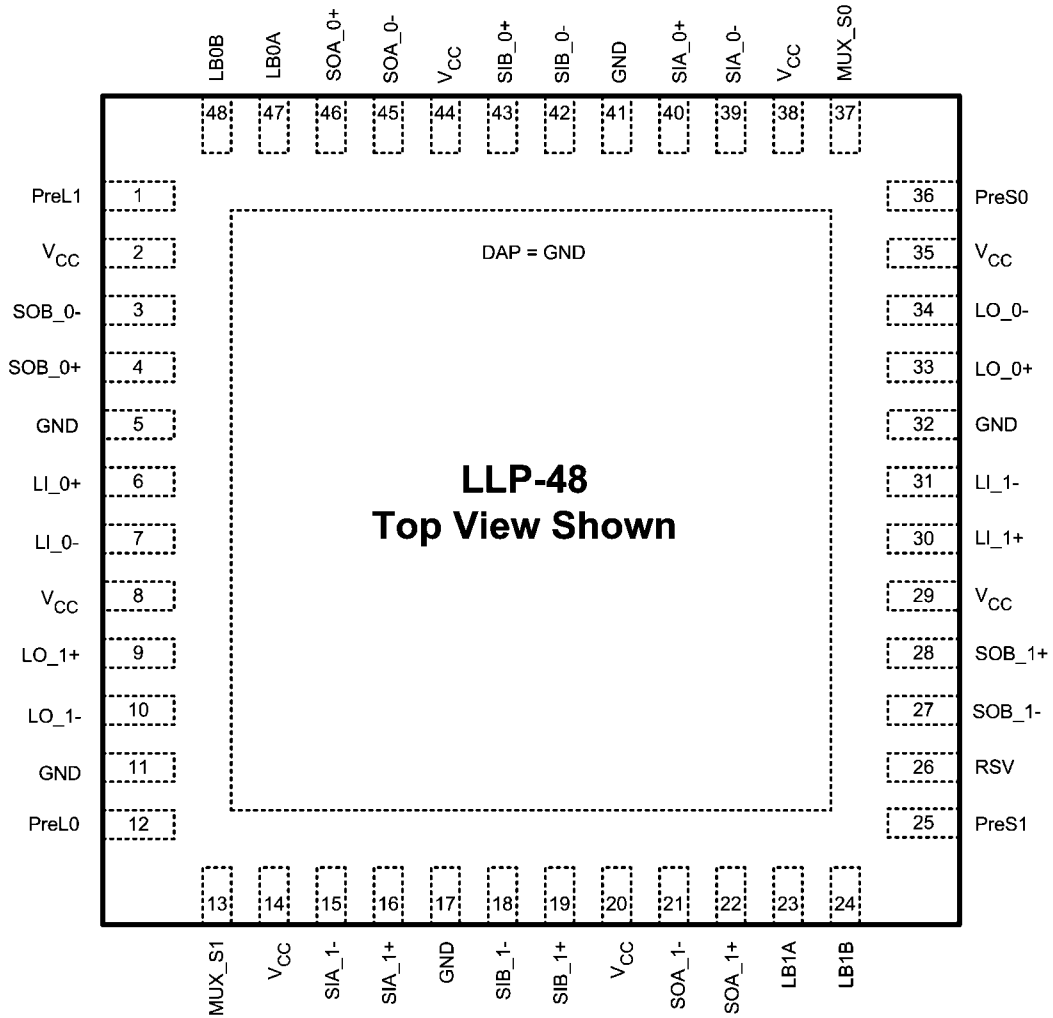 LB0B
LB0A
SOA_0+
SOA_0-
VCC
SIB_0+
SIB_0-
GND
SIA_0+
SIA_0-
VCC
MUX_S0
48
47
46
45
44
43
42
41
40
39
38
37
PreL1 1
36 PreS0
VCC 2
35 VCC
SOB_0- 3
34 LO_0-
SOB_0+ 4
33 LO_0+
GND 5
32 GND
LI_0+ 6
31 LI_1-
LI_0- 7
30 LI_1+
VCC 8
29 VCC
LO_1+ 9
28 SOB_1+
LO_1- 10
27 SOB_1-
GND 11
26 RSV
PreL0 12
25 PreS1
DAP = GND
LLP-48
Top View Shown
13
14
15
16
17
18
19
20
21
22
23
24
MUX_S1
VCC
SIA_1-
SIA_1+
GND
SIB_1-
SIB_1+
VCC
SOA_1-
SOA_1+
LB1A
LB1B